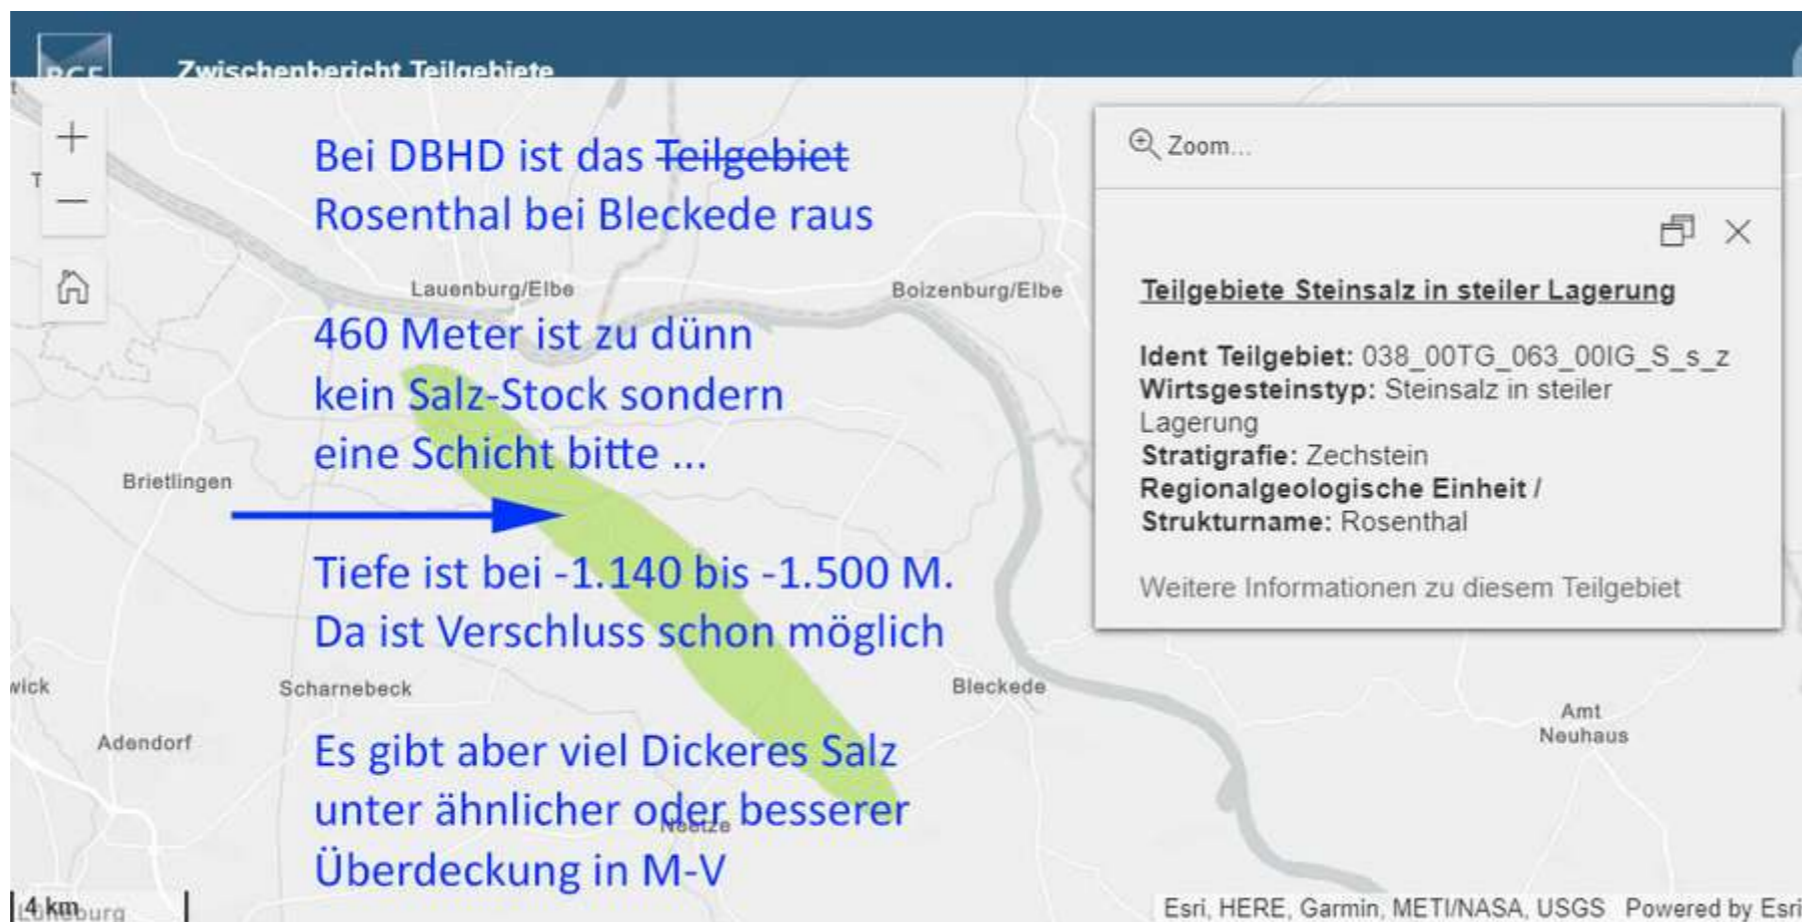 BGE
Zwischenbericht Teilgebiete
Bei DBHD ist das Teilgebiet
Rosenthal bei Bleckede raus
Lauenburg/Elbe
Boizenburg/Elbe
460 Meter ist zu dünn
kein Salz-Stock sondern
eine Schicht bitte ...
Brietlingen
Tiefe ist bei -1.140 bis -1.500 M.
Da ist Verschluss schon möglich
wick
Scharnebeck
Bleckede
Adendorf
Amt
Neuhaus
Es gibt aber viel Dickeres Salz
unter ähnlicher oder besserer
Neetze
Überdeckung in M-V
4 km
Lüneburg
Zoom...
Teilgebiete Steinsalz in steiler Lagerung
Ident Teilgebiet: 038_00TG_063_00IG_S_s_z
Wirtsgesteinstyp: Steinsalz in steiler
Lagerung
Stratigrafie: Zechstein
Regionalgeologische Einheit /
Strukturname: Rosenthal
Weitere Informationen zu diesem Teilgebiet
Esri, HERE, Garmin, METI/NASA, USGS Powered by Esri